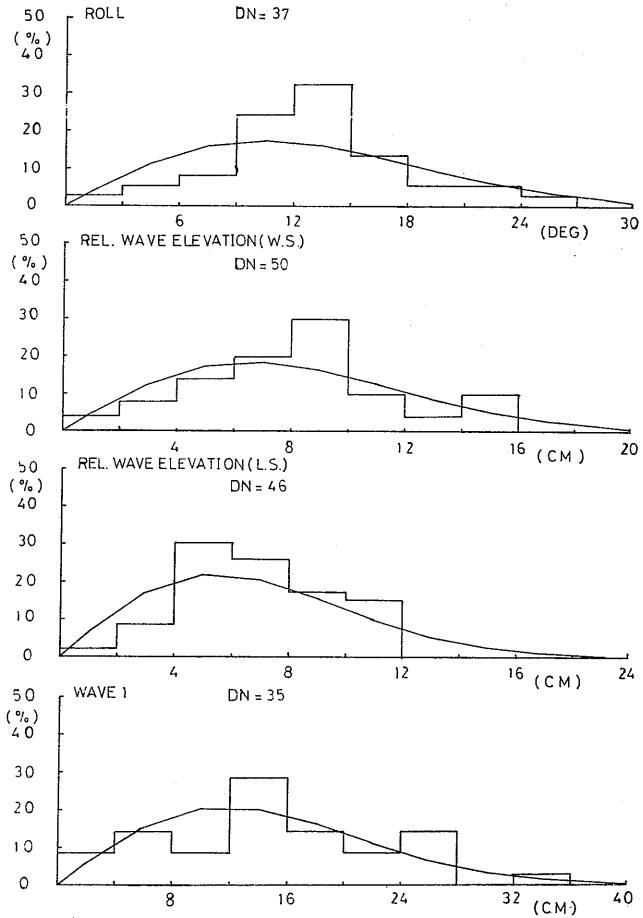 50 ROLL DN=37
(%)
40
30
20
10
0
6 12 18 24 (DEG) 30
50 REL. WAVE ELEVATION(W.S.)
(%) DN=50
40
30
20
10
0
4 8 12 16 (CM) 20
50 REL. WAVE ELEVATION(L.S.)
(%) DN=46
40
30
20
10
0
4 8 12 16 (CM) 24
50 WAVE 1 DN=35
(%)
40
30
20
10
0
8 16 24 32 (CM) 40